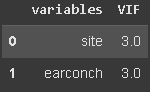 variables VIF
0 site 3.0
1 earconch 3.0